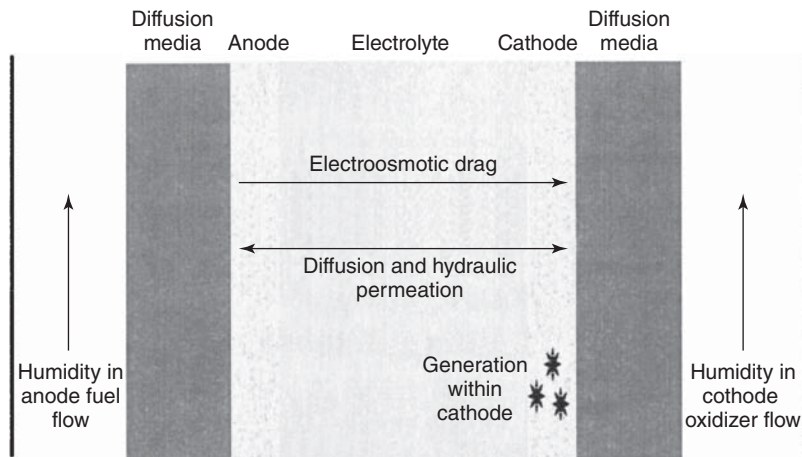 Diffusion
media
Anode
Electrolyte
Cathode
Diffusion
media
Electroosmotic drag
Diffusion and hydraulic
permeation
Humidity in
anode fuel
flow
Generation
within
cathode
Humidity in
cothode
oxidizer flow